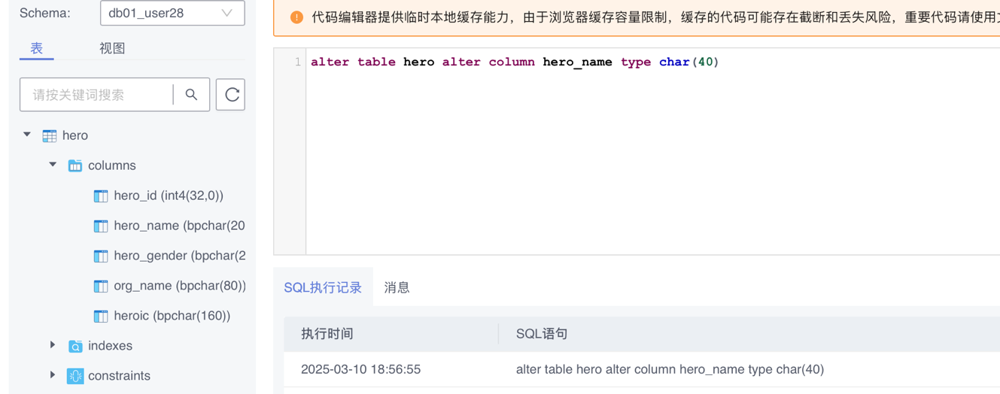 Schema:
db01_user28
表
视图
请按关键词搜索
hero
columns
hero_id (int4(32,0))
hero_name (bpchar(20
hero_gender (bpchar(2
org_name (bpchar(80))
heroic (bpchar(160))
indexes
constraints
代码编辑器提供临时本地缓存能力，由于浏览器缓存容量限制，缓存的代码可能存在截断和丢失风险，重要代码请使用
1 alter table hero alter column hero_name type char(40)
SQL执行记录
消息
执行时间
SQL语句
2025-03-10 18:56:55
alter table hero alter column hero_name type char(40)